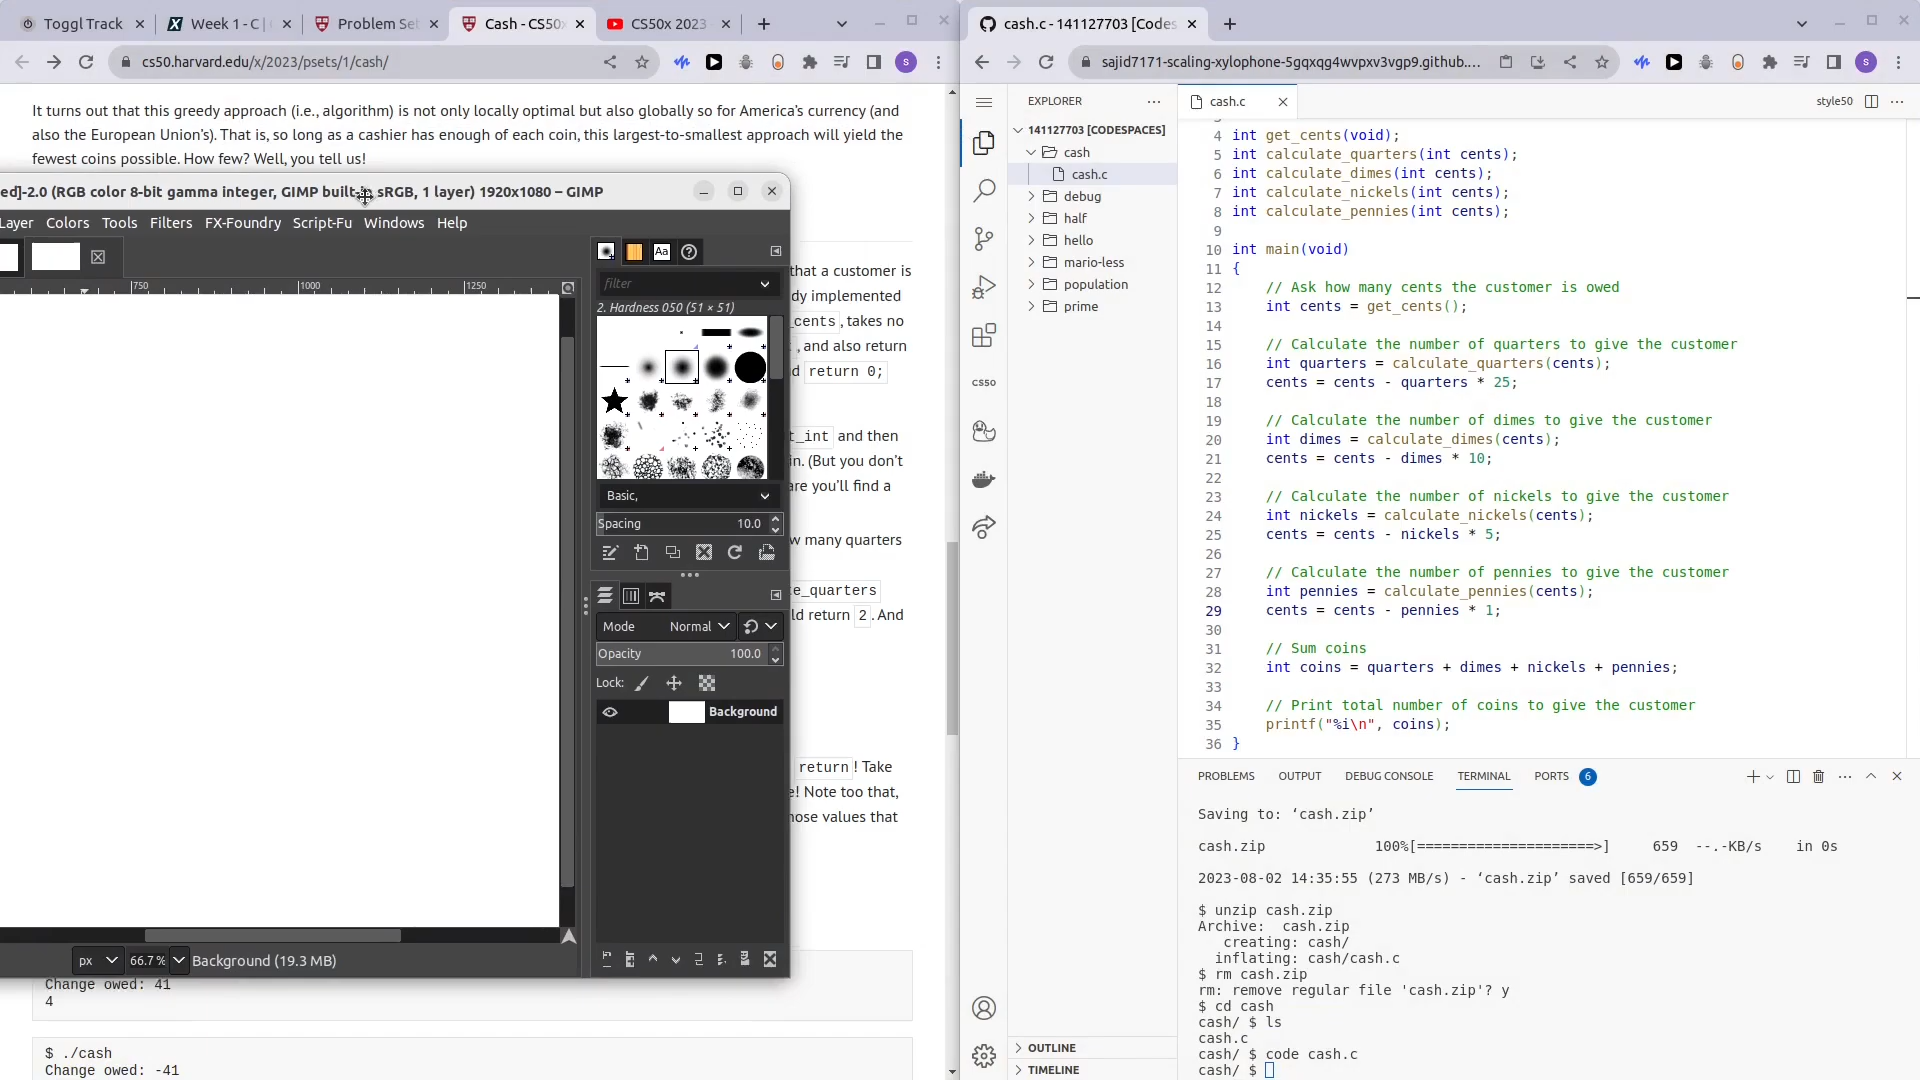 Toggl Track
Week 1 - C |
Problem Se
Cash - CS50x
CS50x 2023
cs50.harvard.edu/x/2023/psets/1/cash/
It turns out that this greedy approach (i.e., algorithm) is not only locally optimal but also globally so for America's currency (and
also the European Union's). That is, so long as a cashier has enough of each coin, this largest-to-smallest approach will yield the
fewest coins possible. How few? Well, you tell us!
ed]-2.0 (RGB color 8-bit gamma integer, GIMP built-in sRGB, 1 layer) 1920x1080 – GIMP
Layer Colors Tools Filters FX-Foundry Script-Fu Windows Help
750 1000 1250
filter
2. Hardness 050 (51 × 51)
Basic,
Spacing 10.0
Mode Normal
Opacity 100.0
Lock:
Background
px 66.7 % Background (19.3 MB)
that a customer is
dy implemented
_cents, takes no
, and also return
d return 0;
t_int and then
in. (But you don't
are you'll find a
w many quarters
te_quarters
ld return 2. And
return! Take
e! Note too that,
hose values that
Change owed: 41
4
$ ./cash
Change owed: -41
cash.c - 141127703 [Codes
sajid7171-scaling-xylophone-5gqxqg4wvpxv3vgp9.github....
EXPLORER
141127703 [CODESPACES]
cash
cash.c
debug
half
hello
mario-less
population
prime
OUTLINE
TIMELINE
CS50
cash.c
style50
3
4 int get_cents(void);
5 int calculate_quarters(int cents);
6 int calculate_dimes(int cents);
7 int calculate_nickels(int cents);
8 int calculate_pennies(int cents);
9
10 int main(void)
11 {
12 // Ask how many cents the customer is owed
13 int cents = get_cents();
14
15 // Calculate the number of quarters to give the customer
16 int quarters = calculate_quarters(cents);
17 cents = cents - quarters * 25;
18
19 // Calculate the number of dimes to give the customer
20 int dimes = calculate_dimes(cents);
21 cents = cents - dimes * 10;
22
23 // Calculate the number of nickels to give the customer
24 int nickels = calculate_nickels(cents);
25 cents = cents - nickels * 5;
26
27 // Calculate the number of pennies to give the customer
28 int pennies = calculate_pennies(cents);
29 cents = cents - pennies * 1;
30
31 // Sum coins
32 int coins = quarters + dimes + nickels + pennies;
33
34 // Print total number of coins to give the customer
35 printf("%i\n", coins);
36 }
PROBLEMS OUTPUT DEBUG CONSOLE TERMINAL PORTS 6
Saving to: ‘cash.zip’
cash.zip 100%[=====================>] 659 --.-KB/s in 0s
2023-08-02 14:35:55 (273 MB/s) - ‘cash.zip’ saved [659/659]
$ unzip cash.zip
Archive: cash.zip
creating: cash/
inflating: cash/cash.c
$ rm cash.zip
rm: remove regular file 'cash.zip'? y
$ cd cash
cash/ $ ls
cash.c
cash/ $ code cash.c
cash/ $